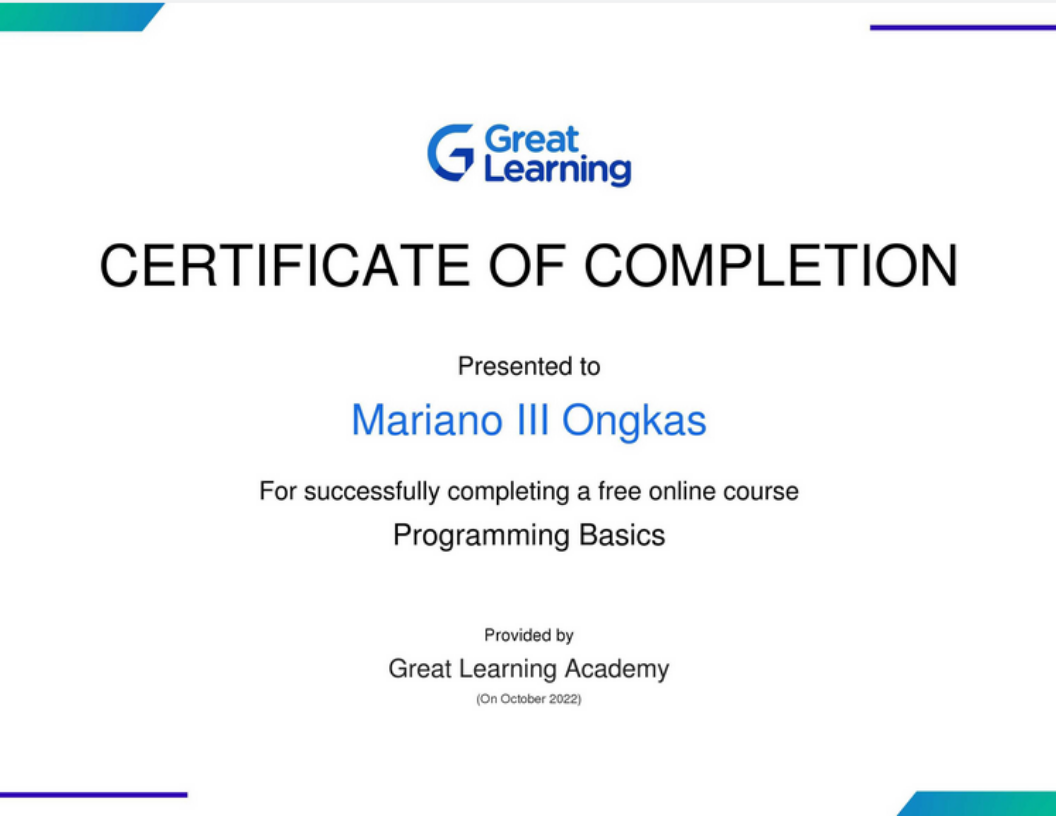 Great
Learning
CERTIFICATE OF COMPLETION
Presented to
Mariano III Ongkas
For successfully completing a free online course
Programming Basics
Provided by
Great Learning Academy
(On October 2022)